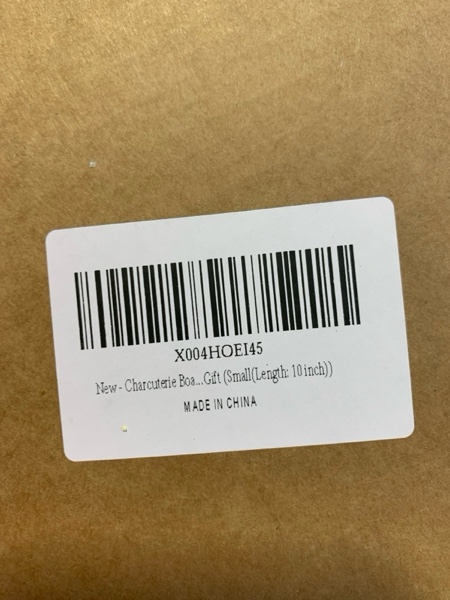 X004HOEI45
New - Charcuterie Boa...Gift (Small(Length: 10 inch))
MADE IN CHINA